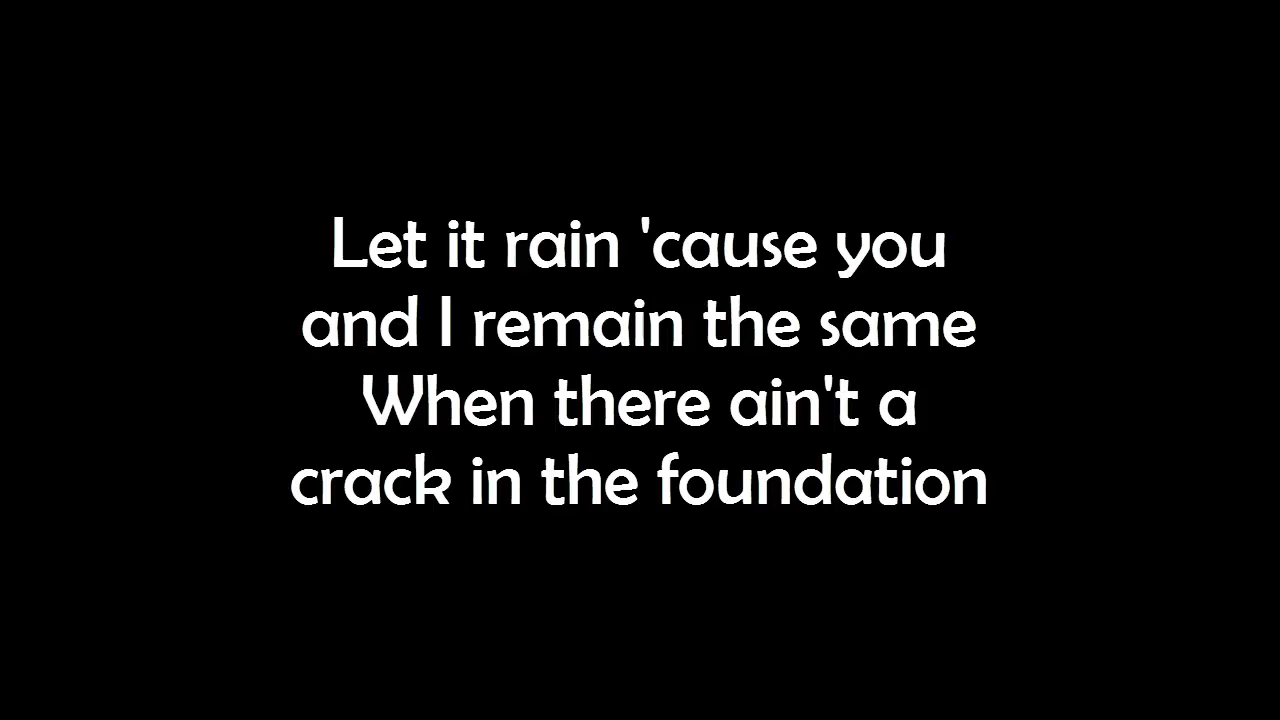 Let it rain 'cause you
and I remain the same
When there ain't a
crack in the foundation